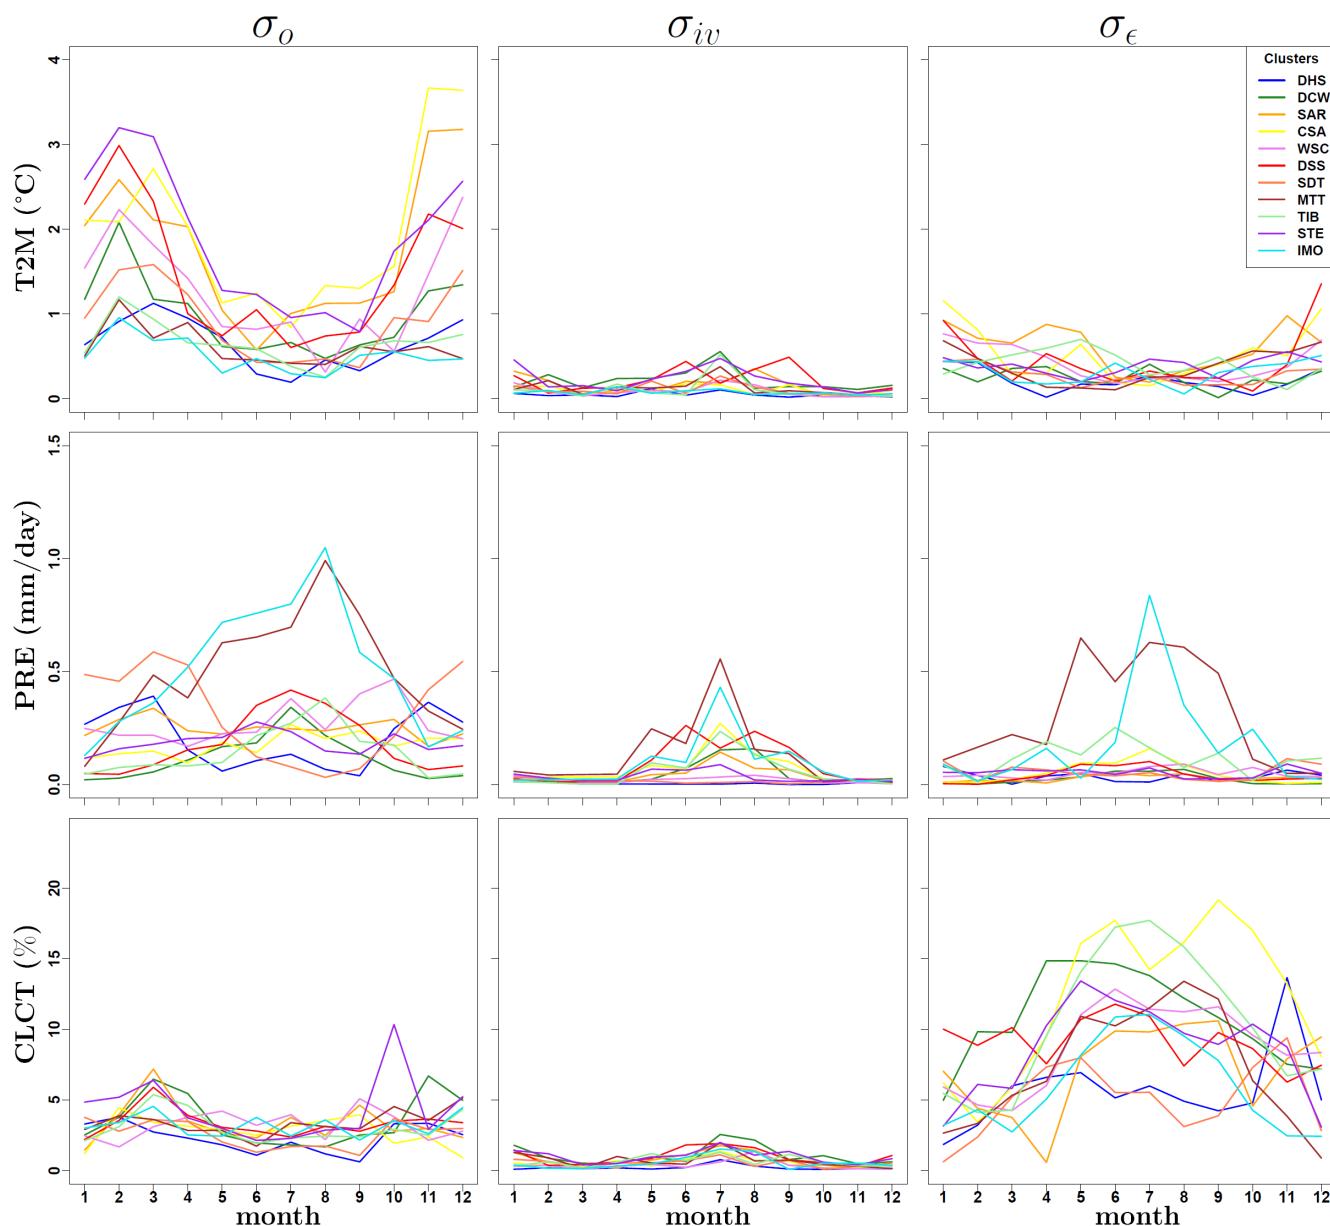 σ_o σ_iv σ_ϵ
T2M (°C)
0 1 2 3 4
Clusters
DHS
DCW
SAR
CSA
WSC
DSS
SDT
MTT
TIB
STE
IMO
PRE (mm/day)
0.0 0.5 1.0 1.5
CLCT (%)
0 5 10 15 20
1 2 3 4 5 6 7 8 9 10 11 12
1 2 3 4 5 6 7 8 9 10 11 12
1 2 3 4 5 6 7 8 9 10 11 12
month month month